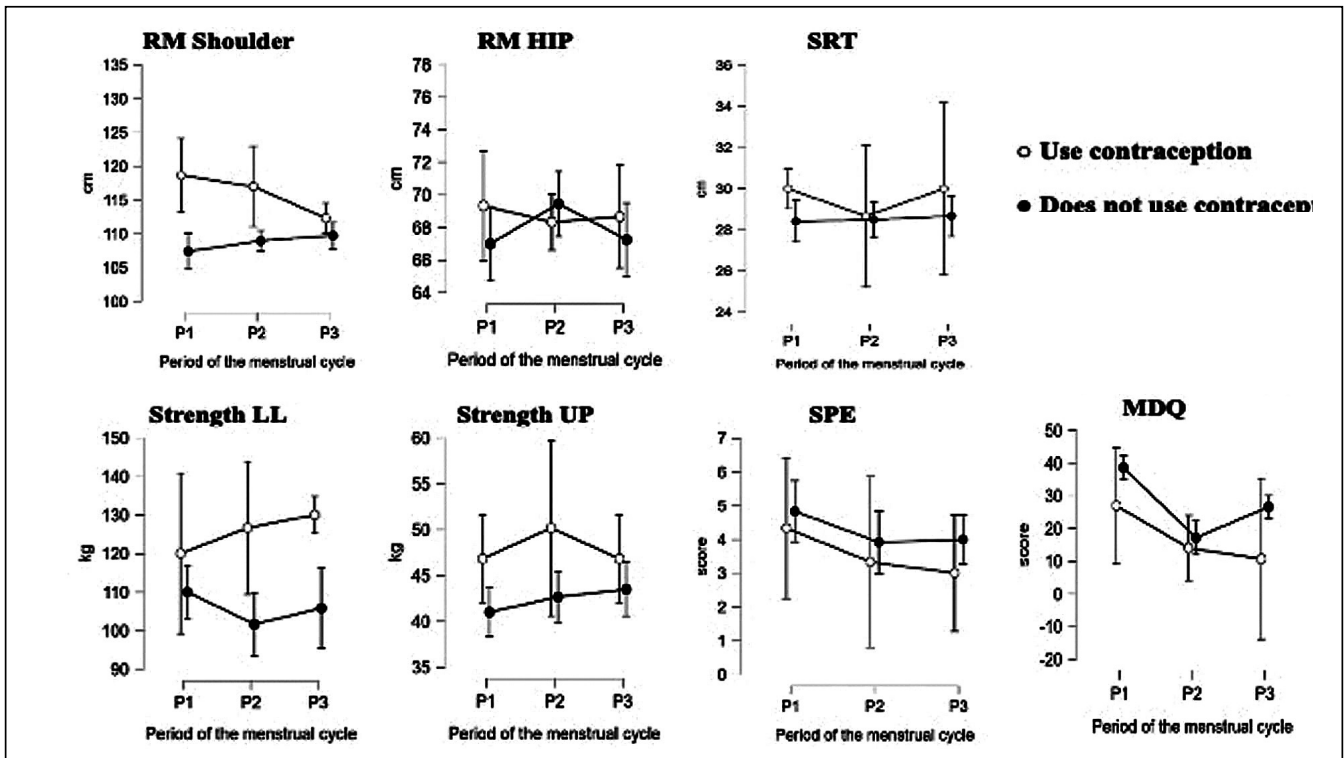 RM Shoulder
135
130
125
120
115
110
105
100
cm
P1 P2 P3
Period of the menstrual cycle
RM HIP
78
76
74
72
70
68
66
64
cm
P1 P2 P3
Period of the menstrual cycle
SRT
36
34
32
30
28
26
24
cm
P1 P2 P3
Period of the menstrual cycle
Use contraception
Does not use contracep
Strength LL
150
140
130
120
110
100
90
kg
P1 P2 P3
Period of the menstrual cycle
Strength UP
60
55
50
45
40
35
kg
P1 P2 P3
Period of the menstrual cycle
SPE
7
6
5
4
3
2
1
0
score
P1 P2 P3
Period of the menstrual cycle
MDQ
50
40
30
20
10
0
-10
-20
score
P1 P2 P3
Period of the menstrual cycle